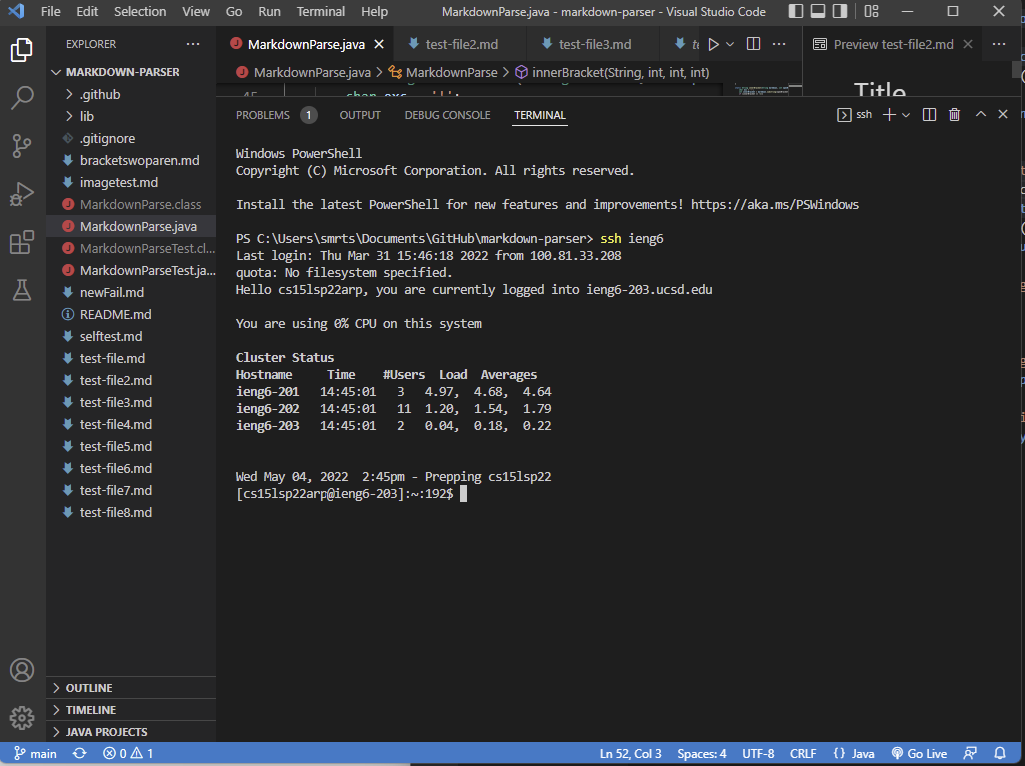 File Edit Selection View Go Run Terminal Help MarkdownParse.java - markdown-parser - Visual Studio Code
EXPLORER
MARKDOWN-PARSER
.github
lib
.gitignore
bracketswoparen.md
imagetest.md
MarkdownParse.class
MarkdownParse.java
MarkdownParseTest.cl...
MarkdownParseTest.ja...
newFail.md
README.md
selftest.md
test-file.md
test-file2.md
test-file3.md
test-file4.md
test-file5.md
test-file6.md
test-file7.md
test-file8.md
OUTLINE
TIMELINE
JAVA PROJECTS
MarkdownParse.java test-file2.md test-file3.md
Preview test-file2.md
MarkdownParse.java > MarkdownParse > innerBracket(String, int, int, int)
Title
PROBLEMS 1 OUTPUT DEBUG CONSOLE TERMINAL ssh
Windows PowerShell
Copyright (C) Microsoft Corporation. All rights reserved.
Install the latest PowerShell for new features and improvements! https://aka.ms/PSWindows
PS C:\Users\smrts\Documents\GitHub\markdown-parser> ssh ieng6
Last login: Thu Mar 31 15:46:18 2022 from 100.81.33.208
quota: No filesystem specified.
Hello cs15lsp22arp, you are currently logged into ieng6-203.ucsd.edu
You are using 0% CPU on this system
Cluster Status
Hostname Time #Users Load Averages
ieng6-201 14:45:01 3 4.97, 4.68, 4.64
ieng6-202 14:45:01 11 1.20, 1.54, 1.79
ieng6-203 14:45:01 2 0.04, 0.18, 0.22
Wed May 04, 2022 2:45pm - Prepping cs15lsp22
[cs15lsp22arp@ieng6-203]:~:192$
main 0 1 Ln 52, Col 3 Spaces: 4 UTF-8 CRLF {} Java Go Live